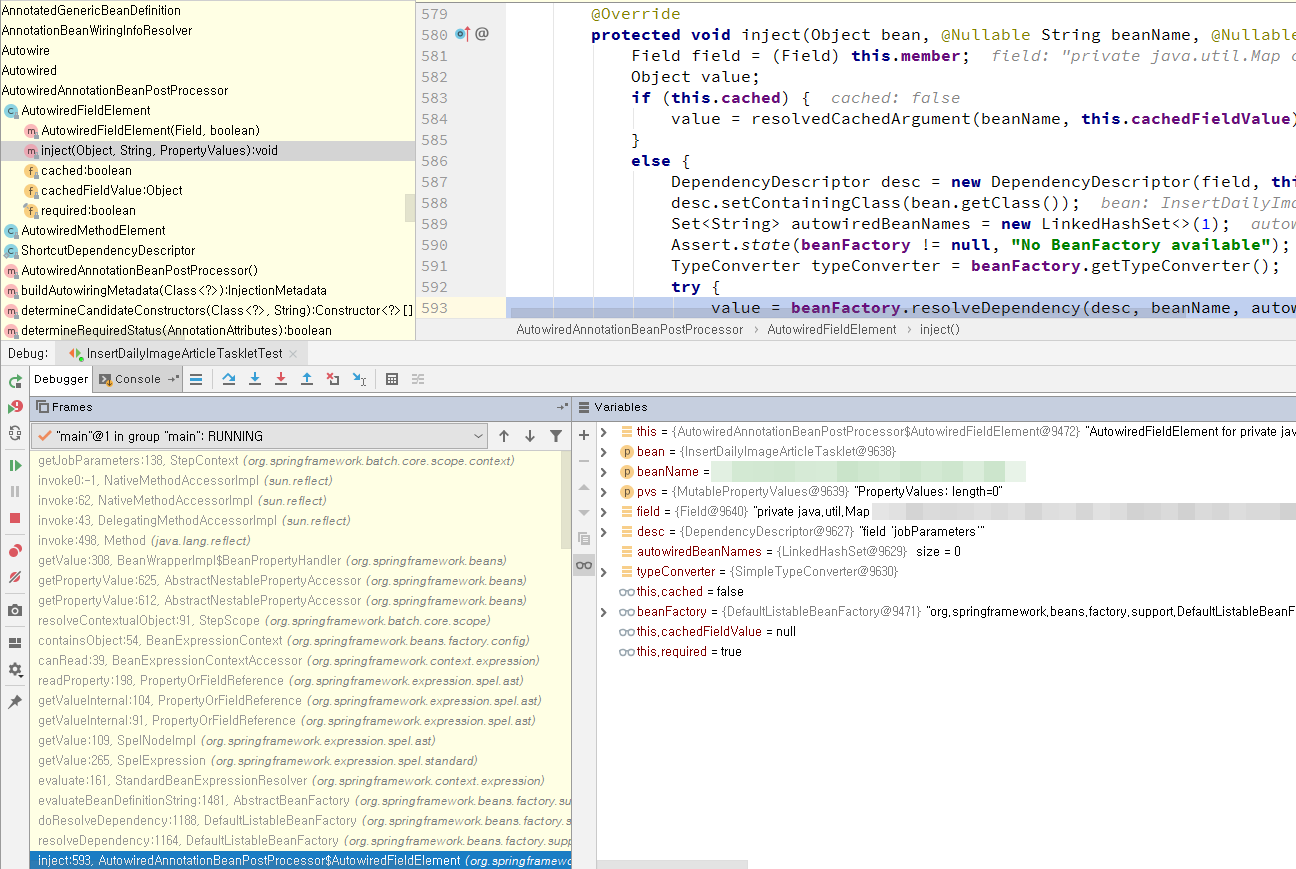 AnnotatedGenericBeanDefinition
AnnotationBeanWiringInfoResolver
Autowire
Autowired
AutowiredAnnotationBeanPostProcessor
AutowiredFieldElement
AutowiredFieldElement(Field, boolean)
inject(Object, String, PropertyValues):void
cached:boolean
cachedFieldValue:Object
required:boolean
AutowiredMethodElement
ShortcutDependencyDescriptor
AutowiredAnnotationBeanPostProcessor()
buildAutowiringMetadata(Class<?>):InjectionMetadata
determineCandidateConstructors(Class<?>, String):Constructor<?>[]
determineRequiredStatus(AnnotationAttributes):boolean
579 @Override
580 @ protected void inject(Object bean, @Nullable String beanName, @Nullable
581 Field field = (Field) this.member; field: "private java.util.Map
582 Object value;
583 if (this.cached) { cached: false
584 value = resolvedCachedArgument(beanName, this.cachedFieldValue)
585 }
586 else {
587 DependencyDescriptor desc = new DependencyDescriptor(field, thi
588 desc.setContainingClass(bean.getClass()); bean: InsertDailyIma
589 Set<String> autowiredBeanNames = new LinkedHashSet<>(1); autow
590 Assert.state(beanFactory != null, "No BeanFactory available");
591 TypeConverter typeConverter = beanFactory.getTypeConverter();
592 try {
593 value = beanFactory.resolveDependency(desc, beanName, autow
AutowiredAnnotationBeanPostProcessor › AutowiredFieldElement › inject()
Debug: InsertDailyImageArticleTaskletTest ×
Debugger Console
Frames
"main"@1 in group "main": RUNNING
getJobParameters:138, StepContext (org.springframework.batch.core.scope.context)
invoke0:-1, NativeMethodAccessorImpl (sun.reflect)
invoke:62, NativeMethodAccessorImpl (sun.reflect)
invoke:43, DelegatingMethodAccessorImpl (sun.reflect)
invoke:498, Method (java.lang.reflect)
getValue:308, BeanWrapperImpl$BeanPropertyHandler (org.springframework.beans)
getPropertyValue:625, AbstractNestablePropertyAccessor (org.springframework.beans)
getPropertyValue:612, AbstractNestablePropertyAccessor (org.springframework.beans)
resolveContextualObject:91, StepScope (org.springframework.batch.core.scope)
containsObject:54, BeanExpressionContext (org.springframework.beans.factory.config)
canRead:39, BeanExpressionContextAccessor (org.springframework.context.expression)
readProperty:198, PropertyOrFieldReference (org.springframework.expression.spel.ast)
getValueInternal:104, PropertyOrFieldReference (org.springframework.expression.spel.ast)
getValueInternal:91, PropertyOrFieldReference (org.springframework.expression.spel.ast)
getValue:109, SpelNodeImpl (org.springframework.expression.spel.ast)
getValue:265, SpelExpression (org.springframework.expression.spel.standard)
evaluate:161, StandardBeanExpressionResolver (org.springframework.context.expression)
evaluateBeanDefinitionString:1481, AbstractBeanFactory (org.springframework.beans.factory.su
doResolveDependency:1188, DefaultListableBeanFactory (org.springframework.beans.factory.s
resolveDependency:1164, DefaultListableBeanFactory (org.springframework.beans.factory.supp
inject:593, AutowiredAnnotationBeanPostProcessor$AutowiredFieldElement (org.springframewo
Variables
this = {AutowiredAnnotationBeanPostProcessor$AutowiredFieldElement@9472} "AutowiredFieldElement for private jav
bean = {InsertDailyImageArticleTasklet@9638}
beanName =
pvs = {MutablePropertyValues@9639} "PropertyValues: length=0"
field = {Field@9640} "private java.util.Map
desc = {DependencyDescriptor@9627} "field 'jobParameters'"
autowiredBeanNames = {LinkedHashSet@9629} size = 0
typeConverter = {SimpleTypeConverter@9630}
this.cached = false
beanFactory = {DefaultListableBeanFactory@9471} "org.springframework.beans.factory.support.DefaultListableBeanF
this.cachedFieldValue = null
this.required = true